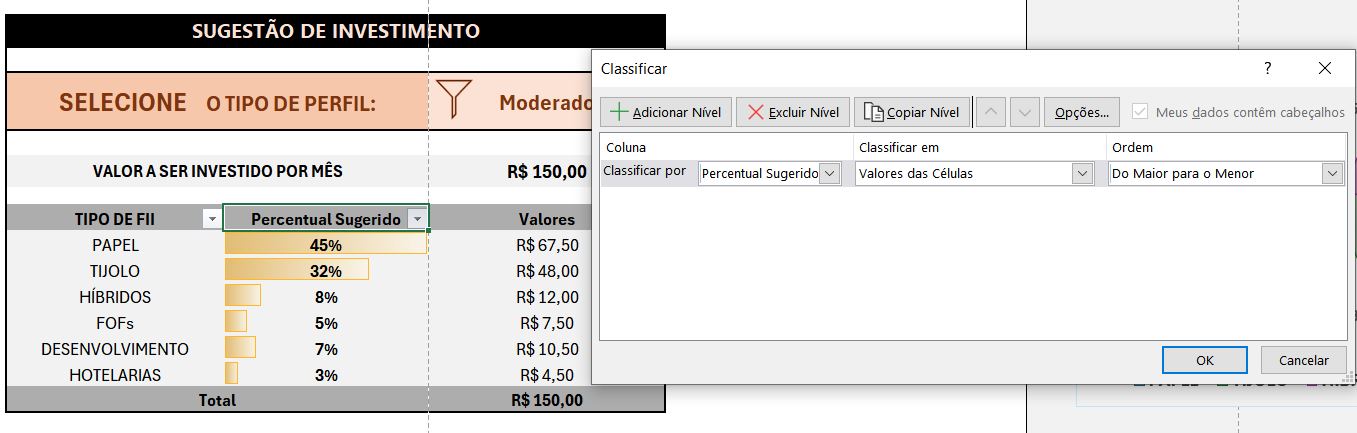 SUGESTÃO DE INVESTIMENTO
SELECIONE O TIPO DE PERFIL:
Moderado
VALOR A SER INVESTIDO POR MÊS R$ 150,00
TIPO DE FII Percentual Sugerido Valores
PAPEL 45% R$ 67,50
TIJOLO 32% R$ 48,00
HÍBRIDOS 8% R$ 12,00
FOFs 5% R$ 7,50
DESENVOLVIMENTO 7% R$ 10,50
HOTELARIAS 3% R$ 4,50
Total R$ 150,00
Classificar ?
Adicionar Nível Excluir Nível Copiar Nível Opções... Meus dados contêm cabeçalhos
Coluna Classificar em Ordem
Classificar por Percentual Sugerido Valores das Células Do Maior para o Menor
OK Cancelar